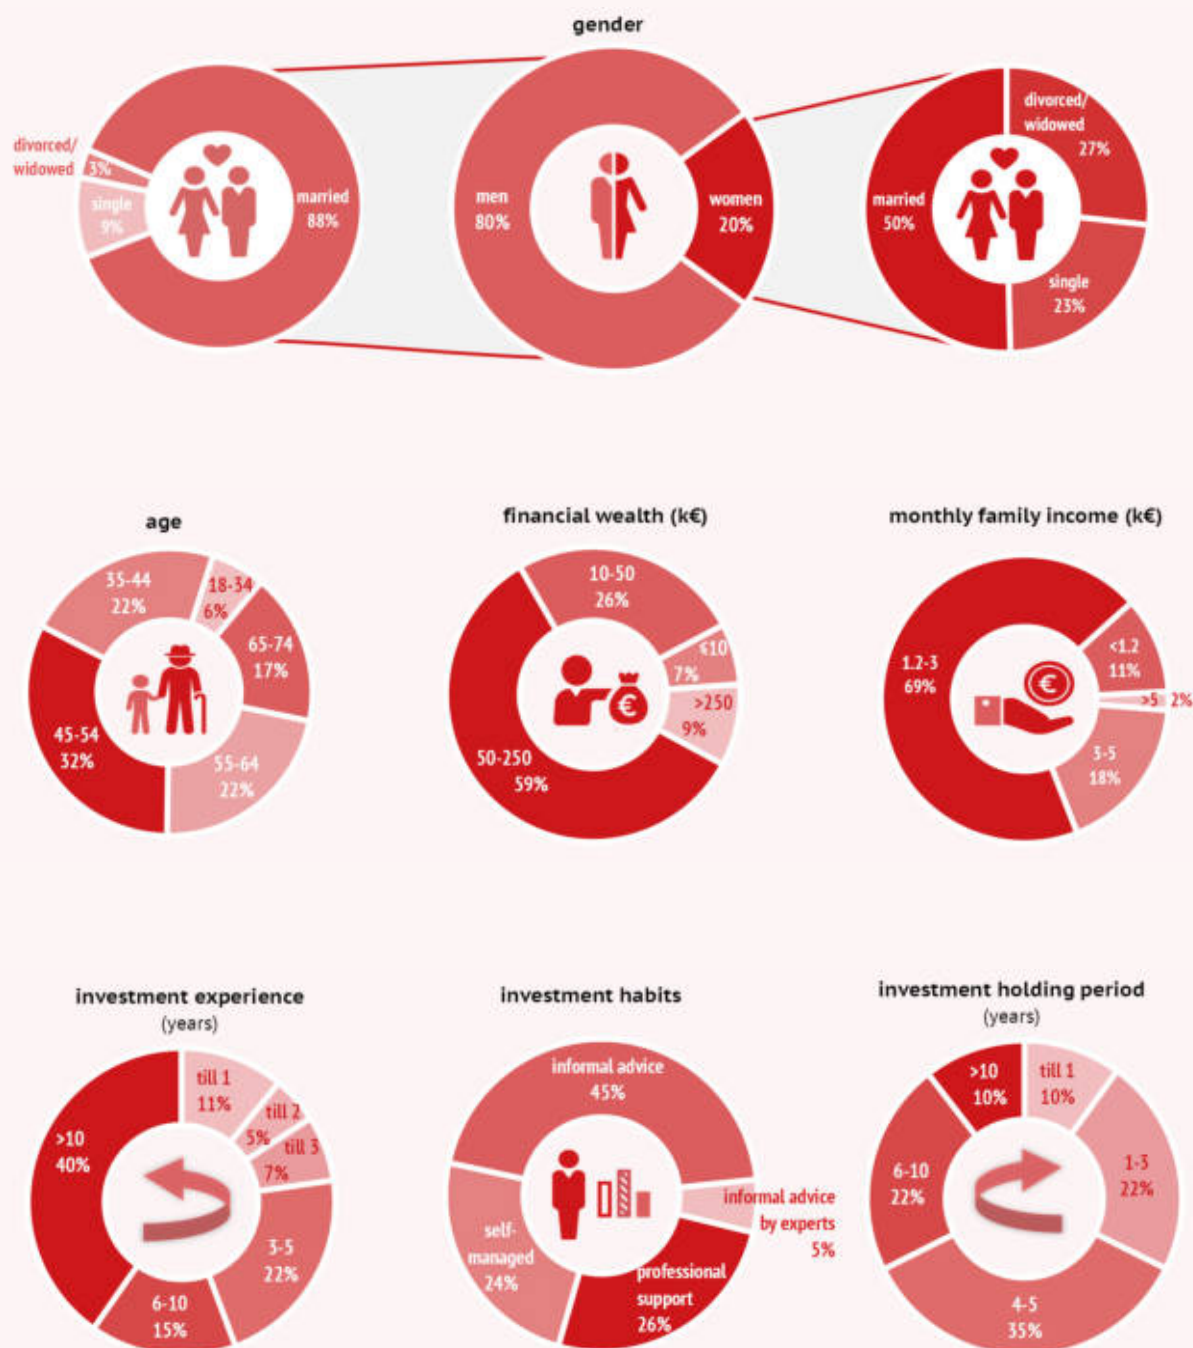 gender
divorced/
widowed
3%
single
9%
married
88%
men
80%
women
20%
married
50%
divorced/
widowed
27%
single
23%
age
35-44
22%
18-34
6%
65-74
17%
45-54
32%
55-64
22%
financial wealth (k€)
10-50
26%
≤10
7%
>250
9%
50-250
59%
monthly family income (k€)
1.2-3
69%
<1.2
11%
>5 2%
3-5
18%
investment experience
(years)
till 1
11%
till 2
5%
till 3
7%
>10
40%
3-5
22%
6-10
15%
investment habits
informal advice
45%
informal advice
by experts
5%
self-
managed
24%
professional
support
26%
investment holding period
(years)
>10
10%
till 1
10%
6-10
22%
1-3
22%
4-5
35%
€
€